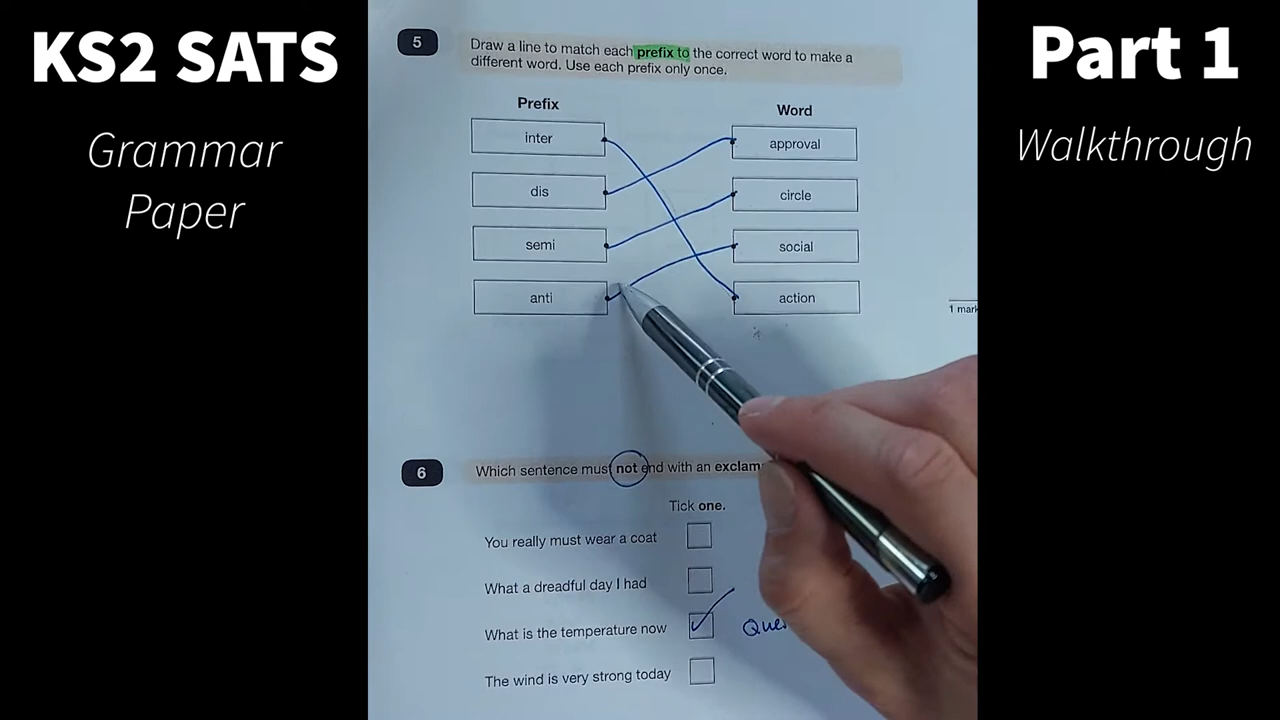 KS2 SATS
Grammar
Paper
Part 1
Walkthrough
5
Draw a line to match each prefix to the correct word to make a
different word. Use each prefix only once.
Prefix
Word
inter
approval
dis
circle
semi
social
anti
action
1 mark
6
Which sentence must not end with an
Tick one.
You really must wear a coat
What a dreadful day I had
What is the temperature now
The wind is very strong today